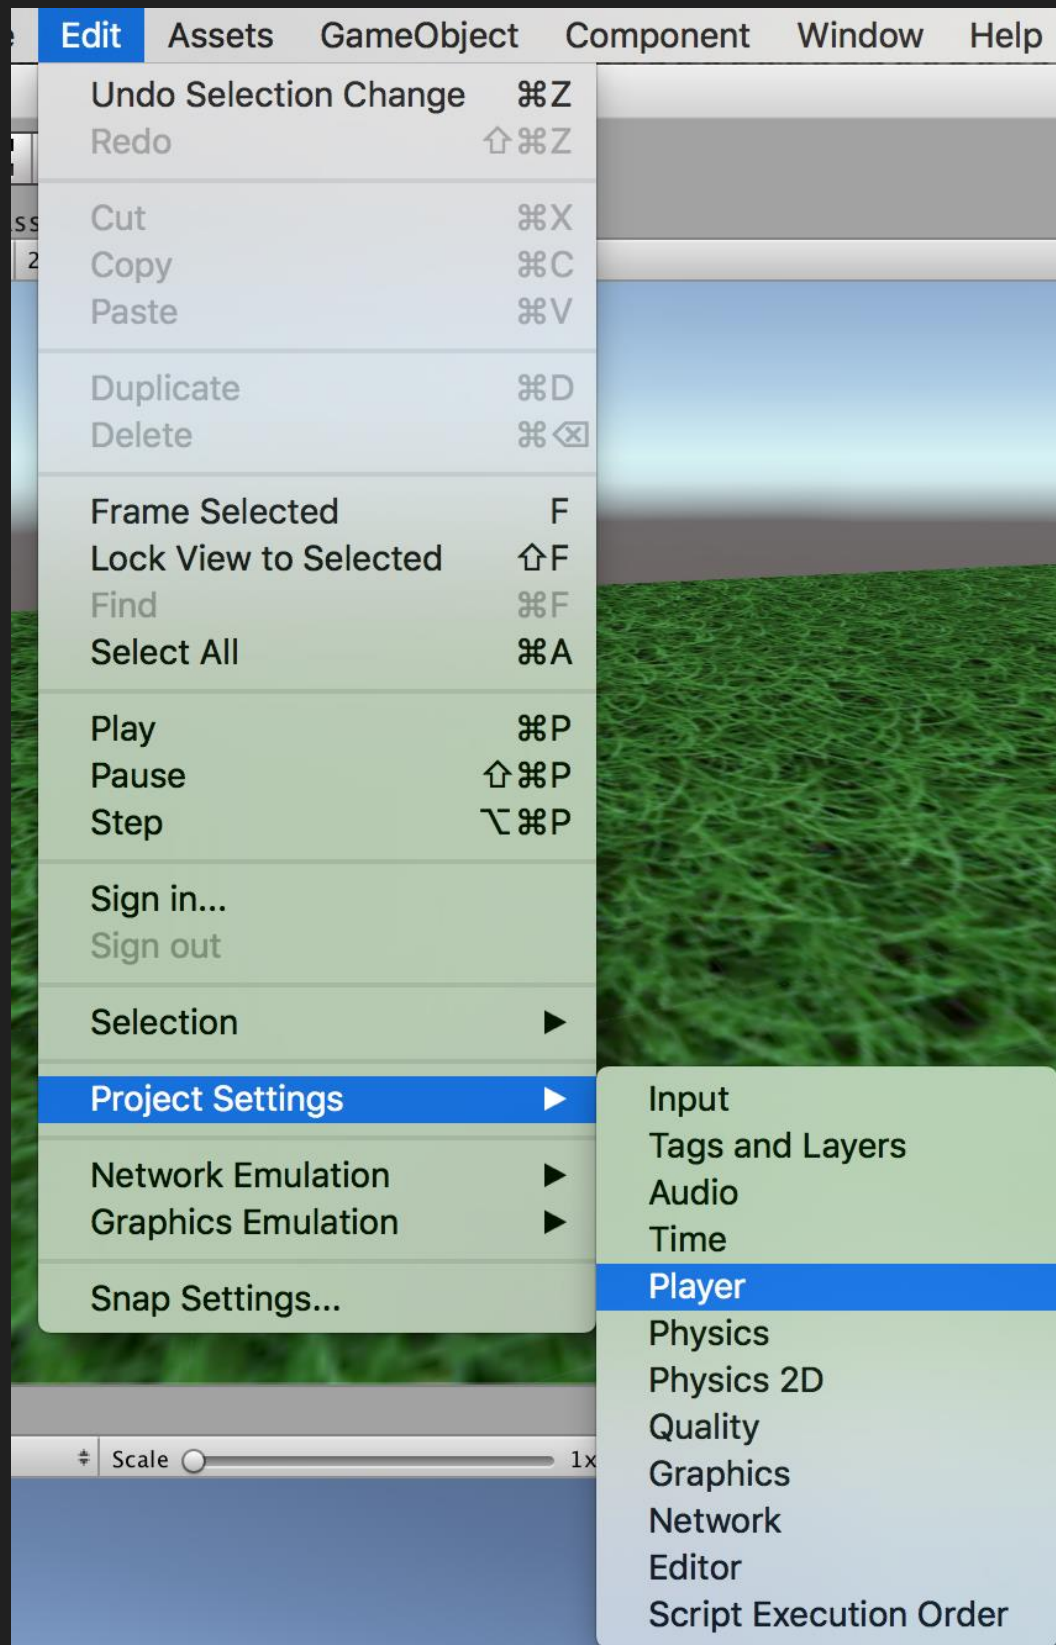 Edit Assets GameObject Component Window Help
Undo Selection Change ⌘Z
Redo ⇧⌘Z
Cut ⌘X
Copy ⌘C
Paste ⌘V
Duplicate ⌘D
Delete ⌘⌫
Frame Selected F
Lock View to Selected ⇧F
Find ⌘F
Select All ⌘A
Play ⌘P
Pause ⇧⌘P
Step ⌥⌘P
Sign in...
Sign out
Selection ▶
Project Settings ▶
Network Emulation ▶
Graphics Emulation ▶
Snap Settings...
Input
Tags and Layers
Audio
Time
Player
Physics
Physics 2D
Quality
Graphics
Network
Editor
Script Execution Order
Scale 1x